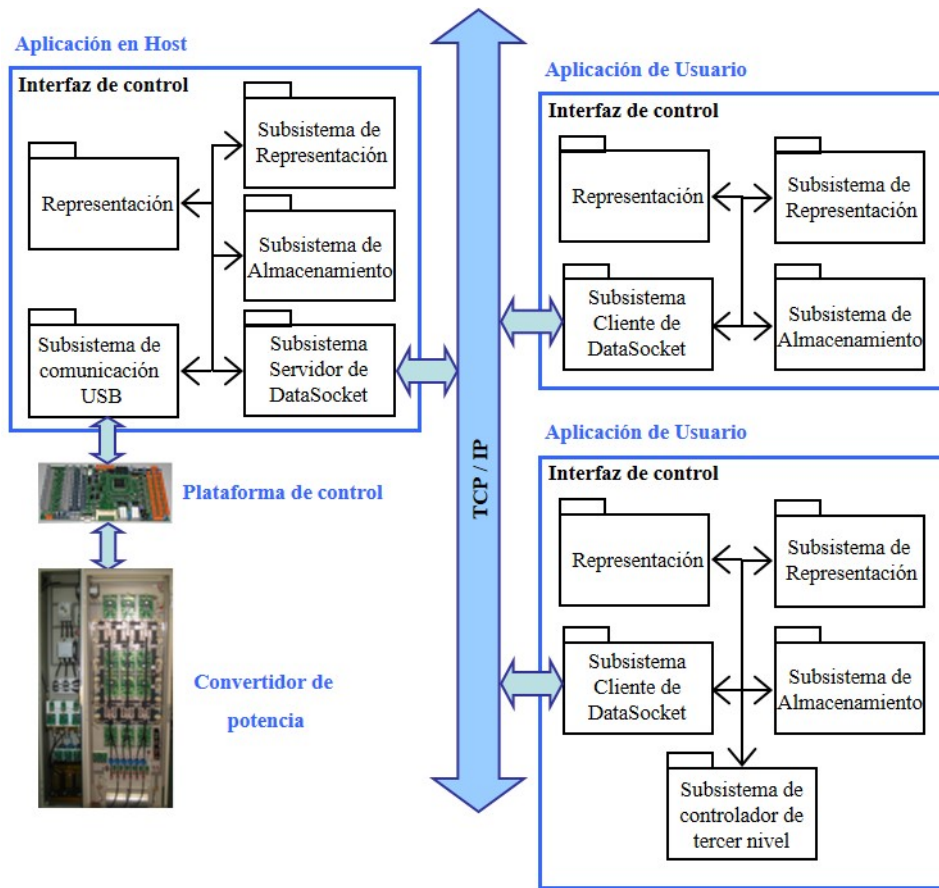 Aplicación en Host
Interfaz de control
Representación
Subsistema de
Representación
Subsistema de
Almacenamiento
Subsistema de
comunicación
USB
Subsistema
Servidor de
DataSocket
Plataforma de control
Convertidor de
potencia
TCP / IP
Aplicación de Usuario
Interfaz de control
Representación
Subsistema de
Representación
Subsistema
Cliente de
DataSocket
Subsistema de
Almacenamiento
Aplicación de Usuario
Interfaz de control
Representación
Subsistema de
Representación
Subsistema
Cliente de
DataSocket
Subsistema de
Almacenamiento
Subsistema de
controlador de
tercer nivel